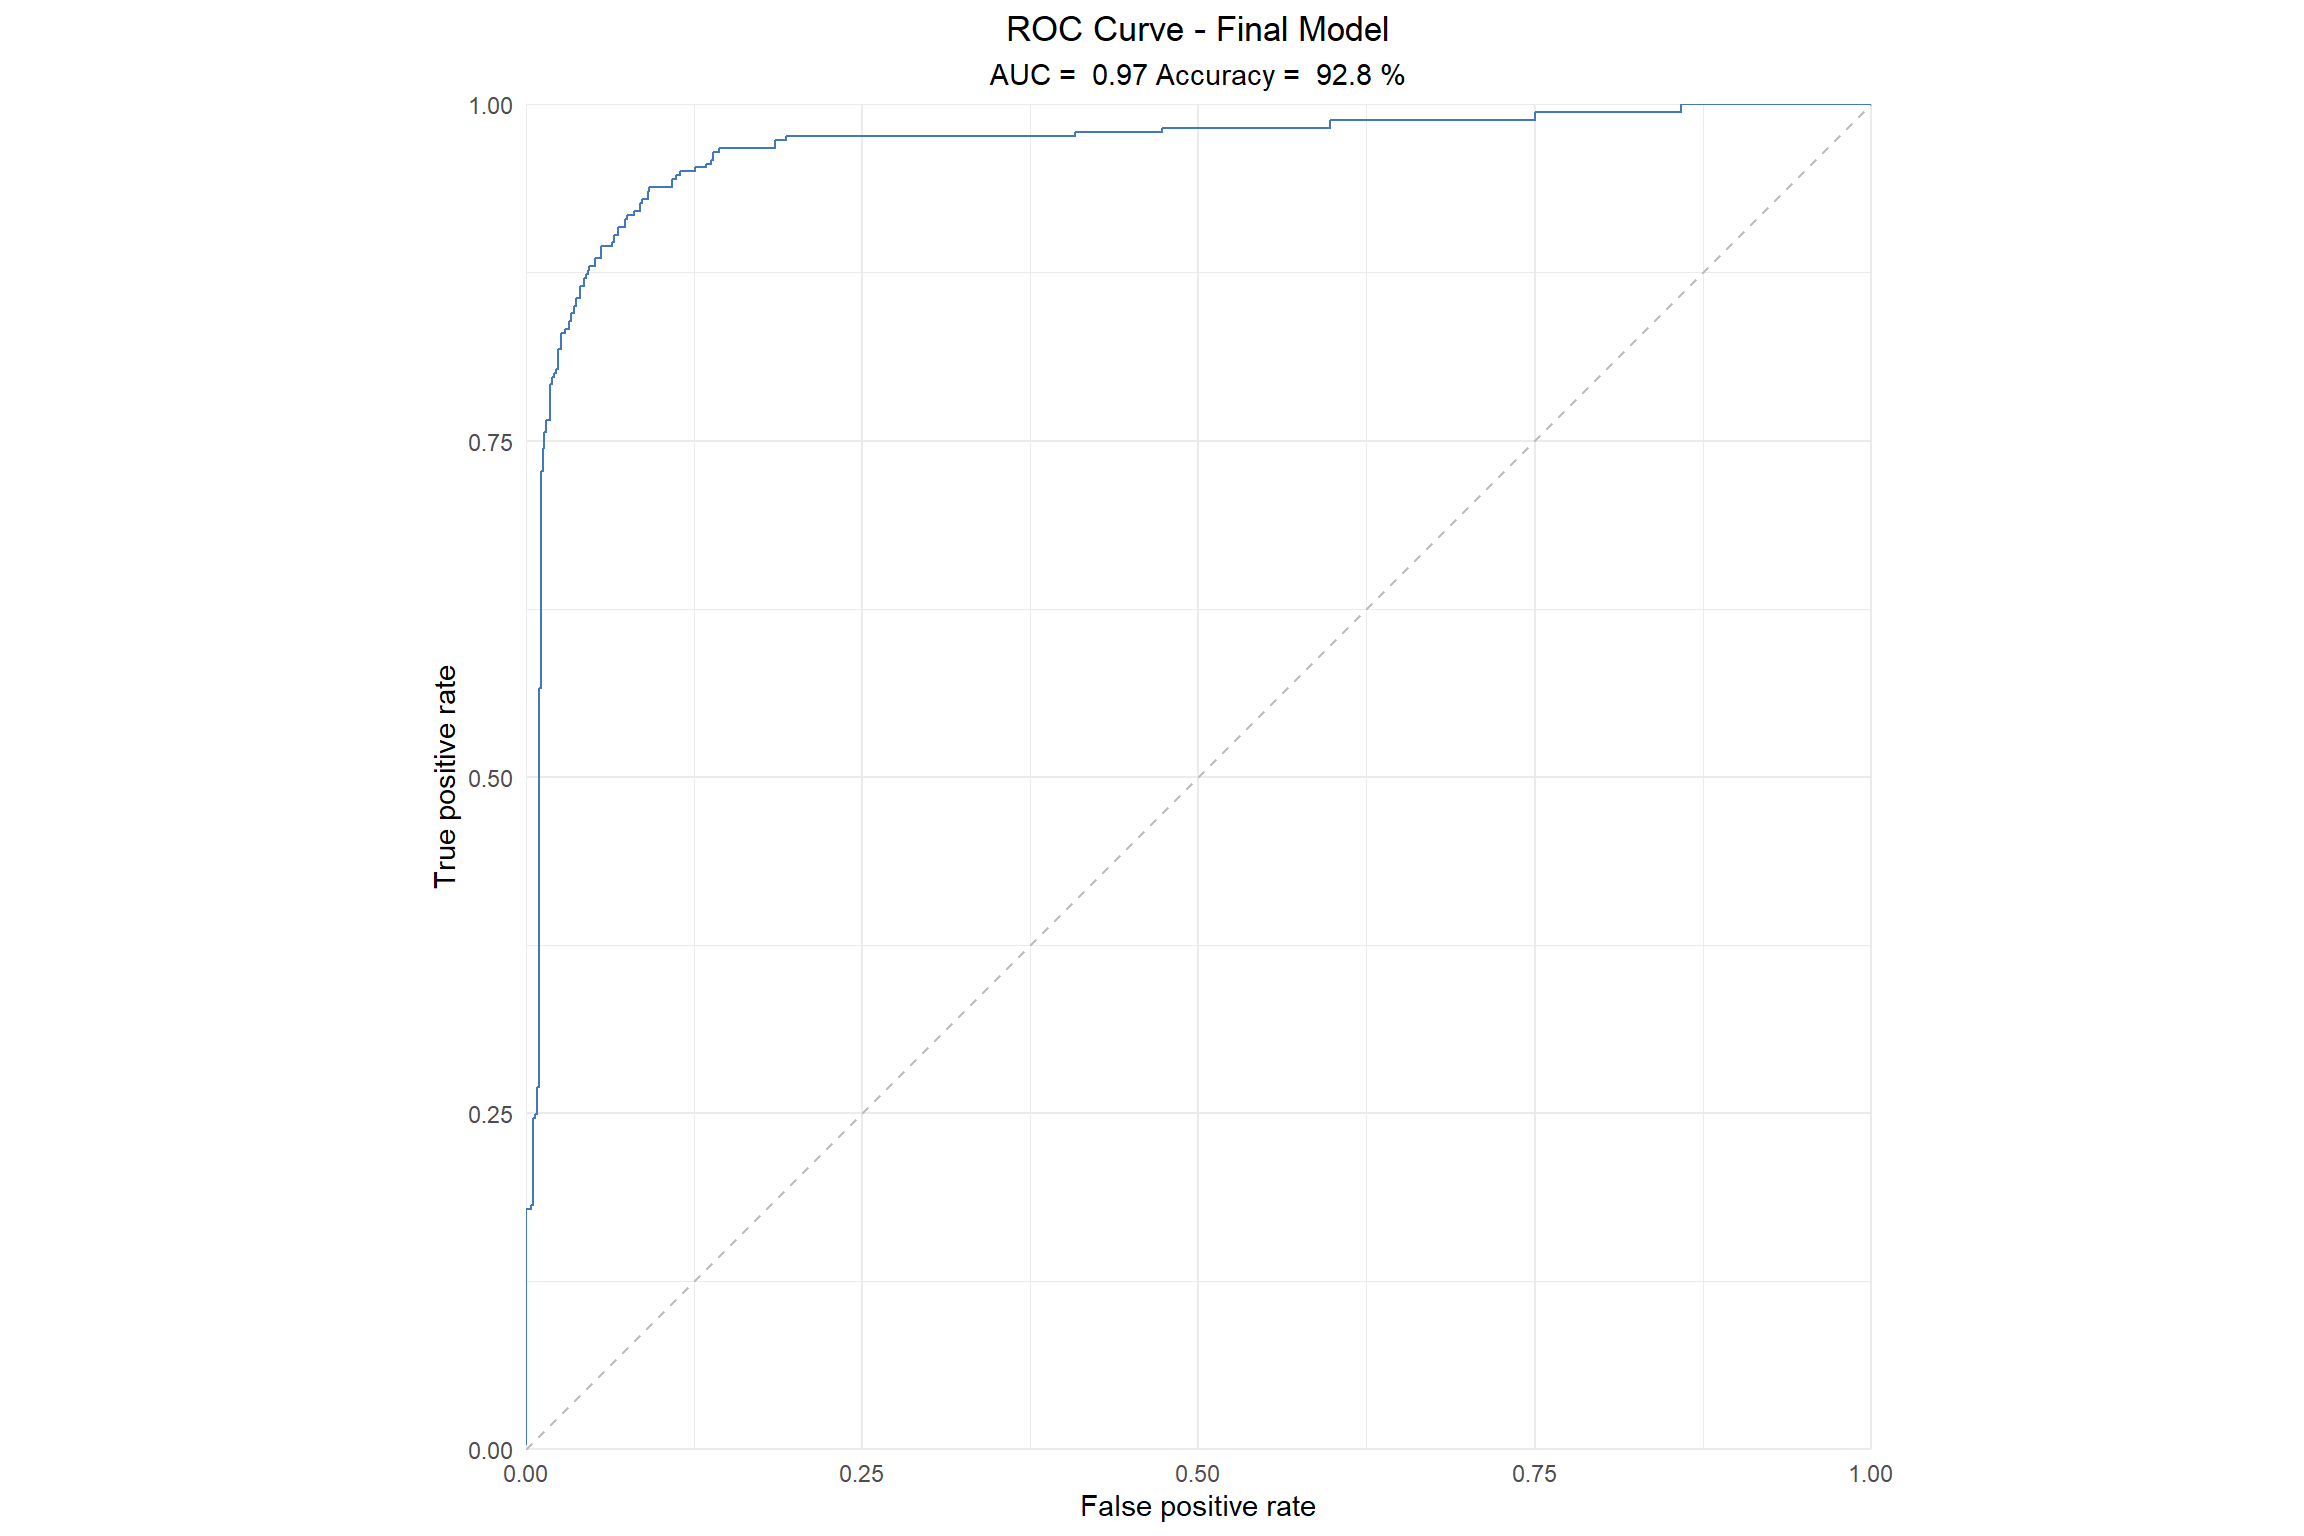 ROC Curve - Final Model
AUC =  0.97 Accuracy =  92.8 %
1.00
0.75
0.50
0.25
0.00
True positive rate
0.00 0.25 0.50 0.75 1.00
False positive rate